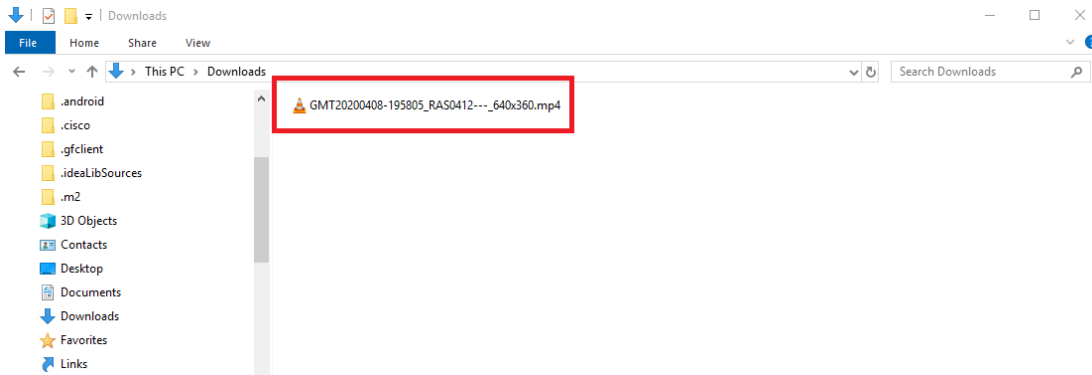 Downloads
File Home Share View
This PC > Downloads
Search Downloads
GMT20200408-195805_RAS0412---_640x360.mp4
.android
.cisco
.gfclient
.ideaLibSources
.m2
3D Objects
Contacts
Desktop
Documents
Downloads
Favorites
Links